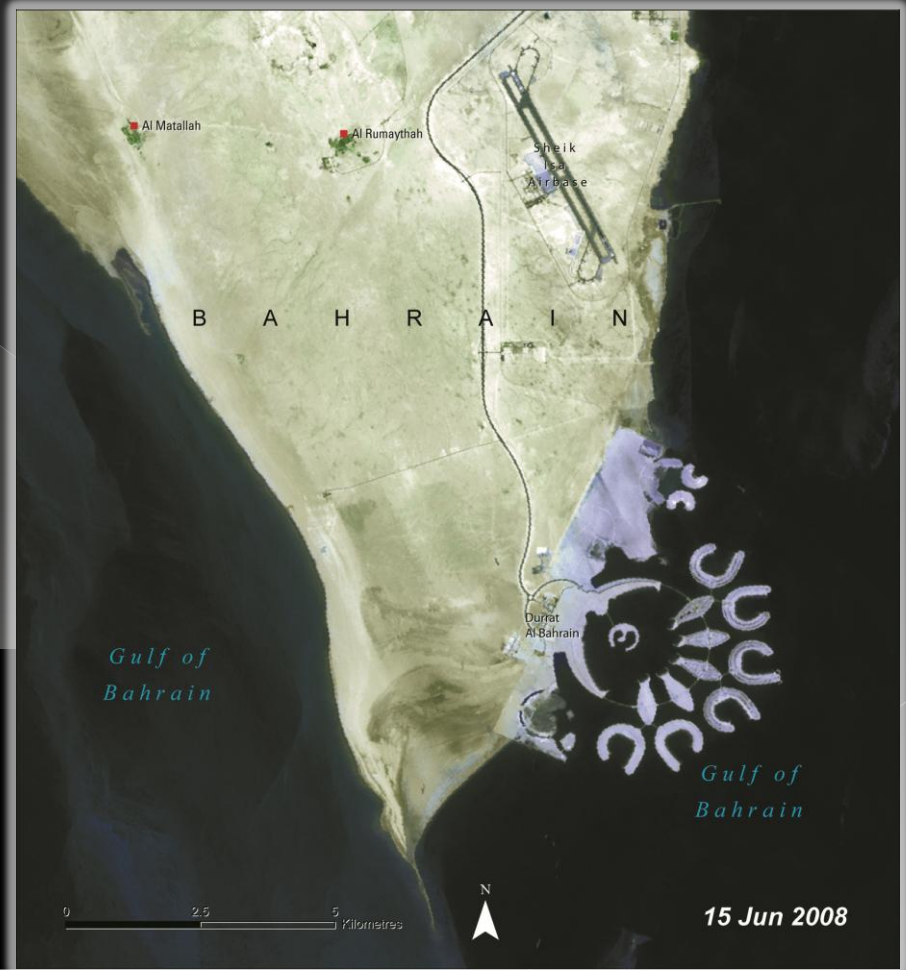 Al Matallah
Al Rumaythah
Sheik
Isa
Airbase
B A H R A I N
Durrat
Al Bahrain
Gulf of
Bahrain
Gulf of
Bahrain
N
0 2.5 5
Kilometres
15 Jun 2008